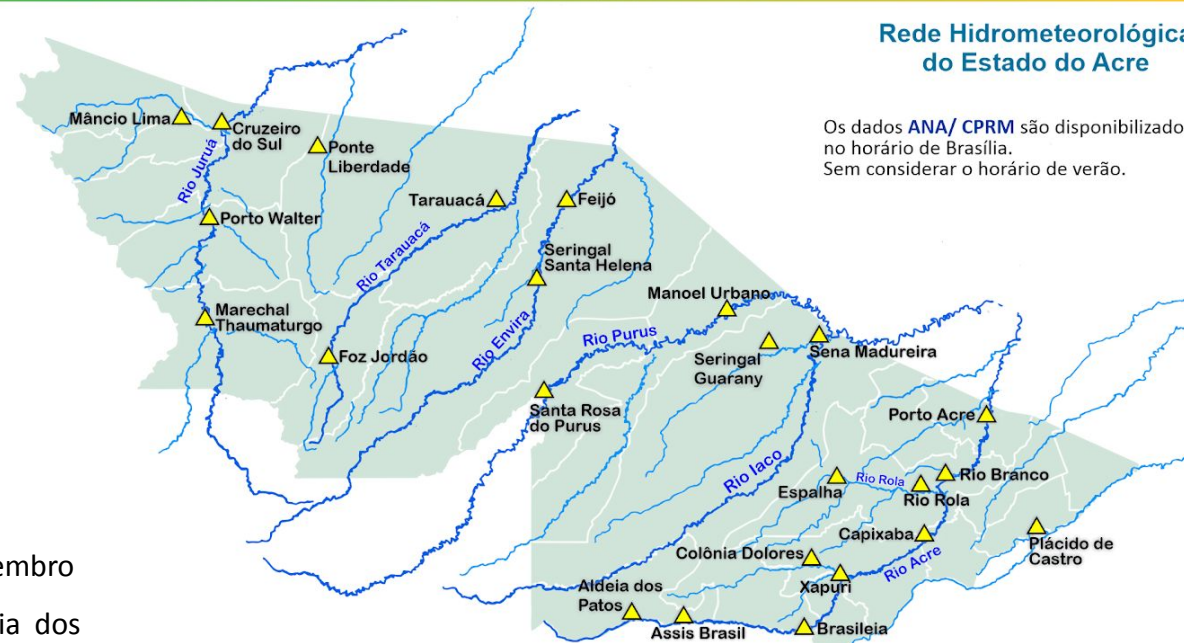 Rede Hidrometeorológica
do Estado do Acre
Os dados ANA/ CPRM são disponibilizado
no horário de Brasília.
Sem considerar o horário de verão.
Mâncio Lima
Cruzeiro
do Sul
Ponte
Liberdade
Rio Juruá
Tarauacá
Feijó
Porto Walter
Rio Tarauacá
Seringal
Santa Helena
Manoel Urbano
Marechal
Thaumaturgo
Foz Jordão
Rio Envira
Rio Purus
Seringal
Guarany
Sena Madureira
Santa Rosa
do Purus
Porto Acre
Rio Iaco
Espalha
Rio Rola
Rio Rola
Rio Branco
Capixaba
Plácido de
Castro
Colônia Dolores
Rio Acre
Xapuri
Aldeia dos
Patos
Assis Brasil
Brasileia
embro
ia dos